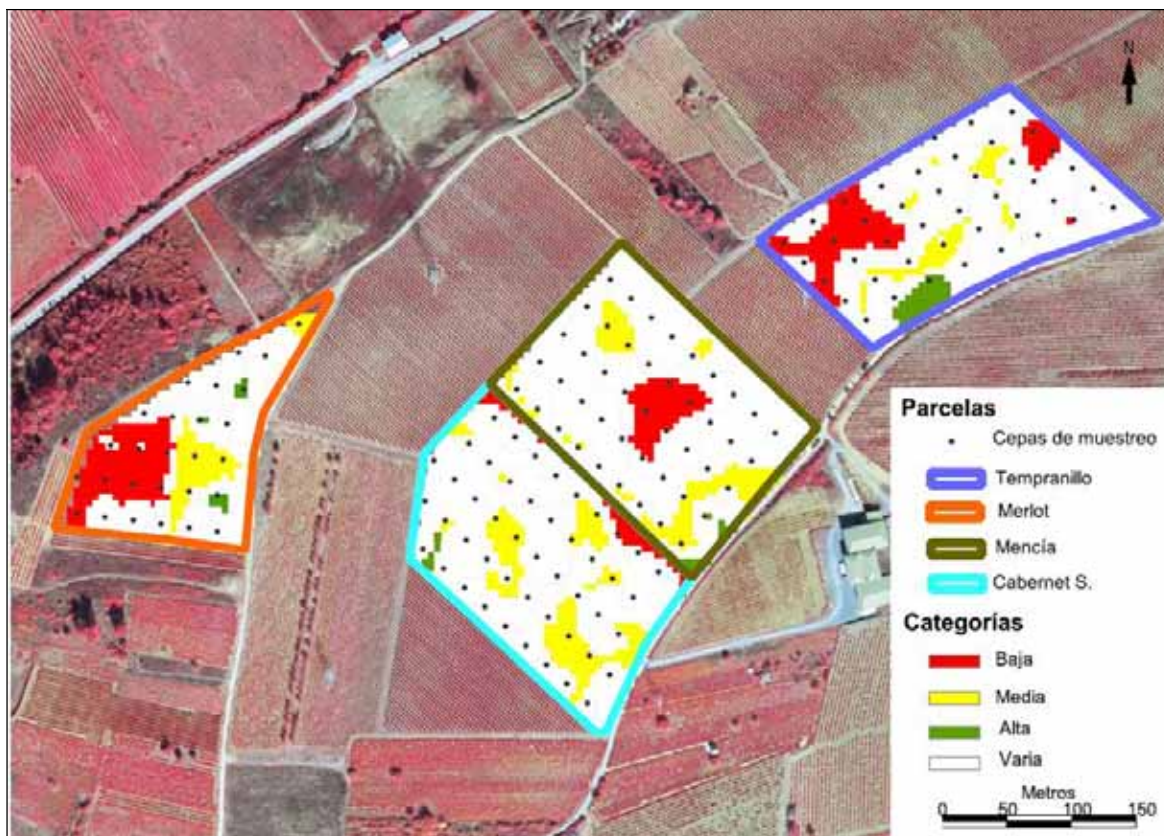 N
Parcelas
Cepas de muestreo
Tempranillo
Merlot
Mencía
Cabernet S.
Categorías
Baja
Media
Alta
Varia
Metros
0 50 100 150